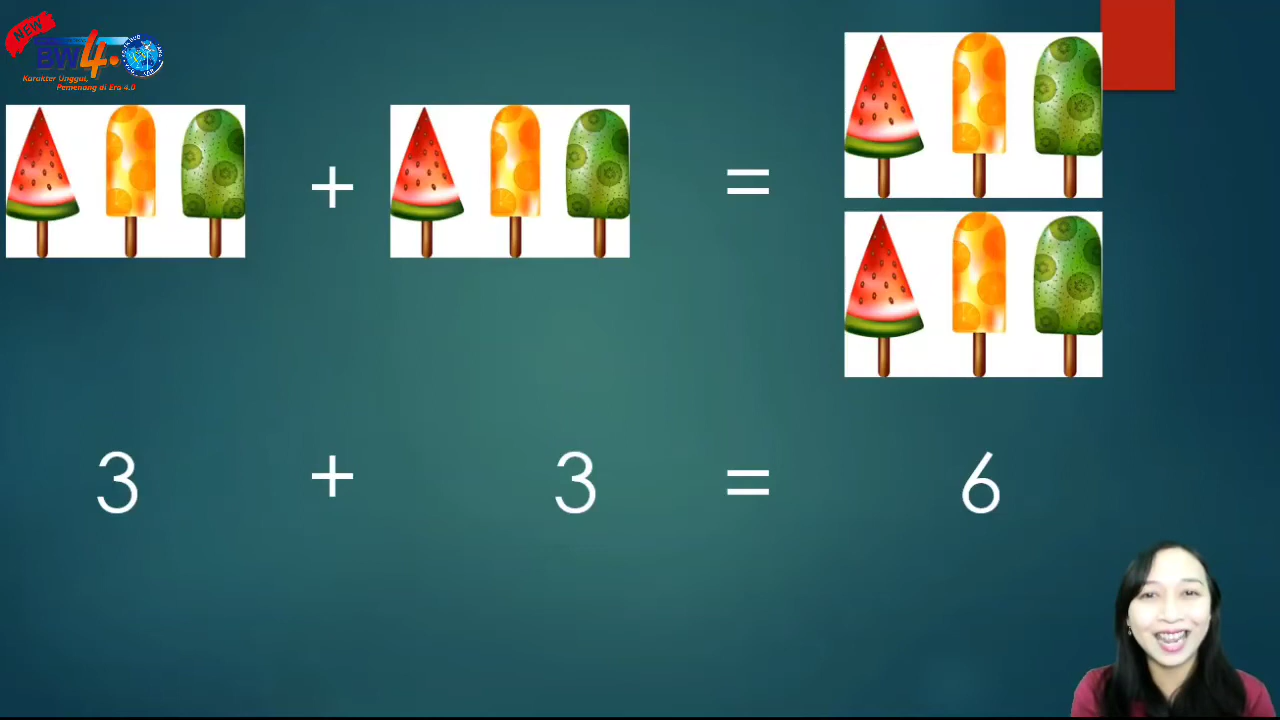 NEW
BW4.0
Karakter Unggul,
Pemenang di Era 4.0
+ =
3 + 3 = 6